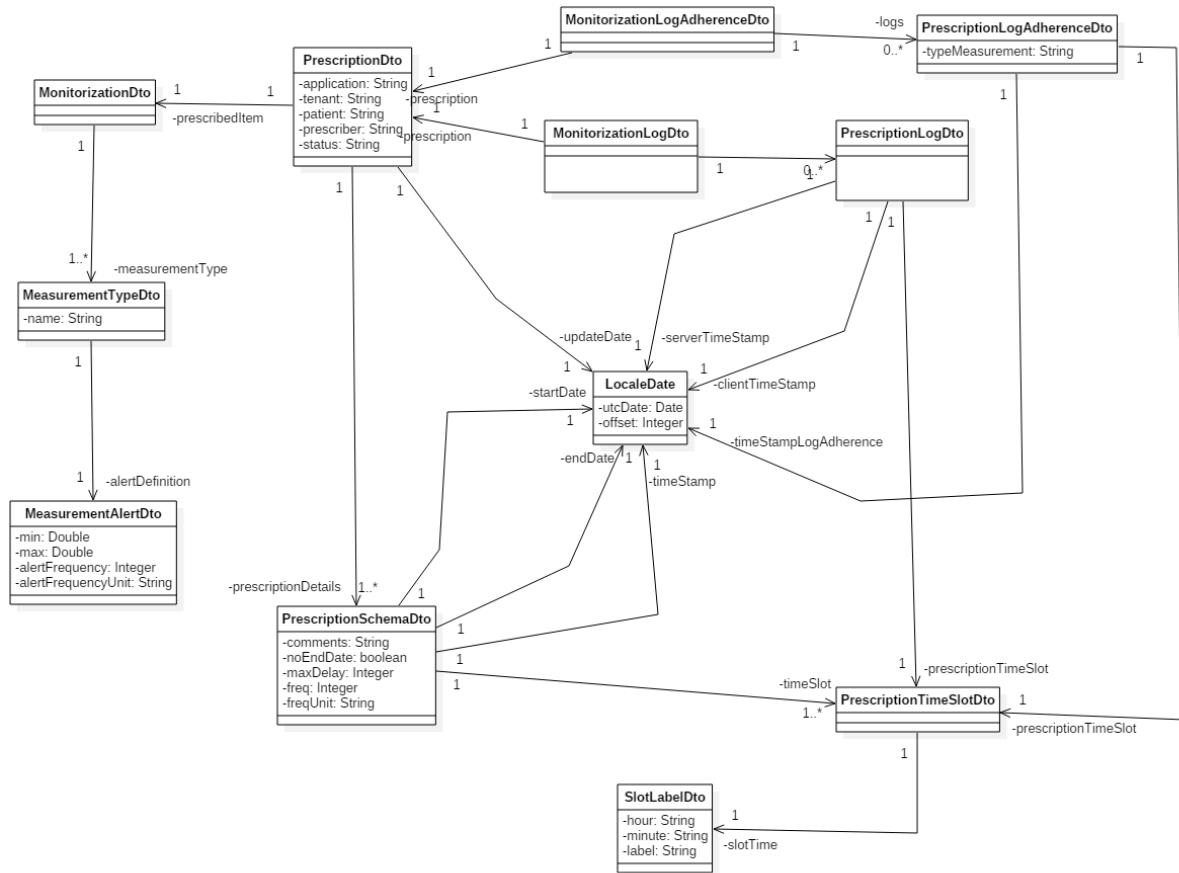 MonitorizationLogAdherenceDto
1
1
-logs
0..*
PrescriptionLogAdherenceDto
-typeMeasurement: String
1
1
PrescriptionDto
-application: String
-tenant: String
-patient: String
-prescriber: String
-status: String
1
-prescription
1
-prescription
MonitorizationDto
1
1
-prescribedItem
1
MonitorizationLogDto
1
1
0..*
PrescriptionLogDto
1
1
1
1
1
1..*
-measurementType
MeasurementTypeDto
-name: String
1
-updateDate
1
1
-serverTimeStamp
1
-clientTimeStamp
LocaleDate
-utcDate: Date
-offset: Integer
-startDate
1
1
-timeStampLogAdherence
-endDate
1
1
-timeStamp
1
-alertDefinition
MeasurementAlertDto
-min: Double
-max: Double
-alertFrequency: Integer
-alertFrequencyUnit: String
-prescriptionDetails
1..*
PrescriptionSchemaDto
-comments: String
-noEndDate: boolean
-maxDelay: Integer
-freq: Integer
-freqUnit: String
1
1
1
1
-timeSlot
1..*
1
-prescriptionTimeSlot
PrescriptionTimeSlotDto
1
-prescriptionTimeSlot
1
SlotLabelDto
-hour: String
-minute: String
-label: String
1
-slotTime